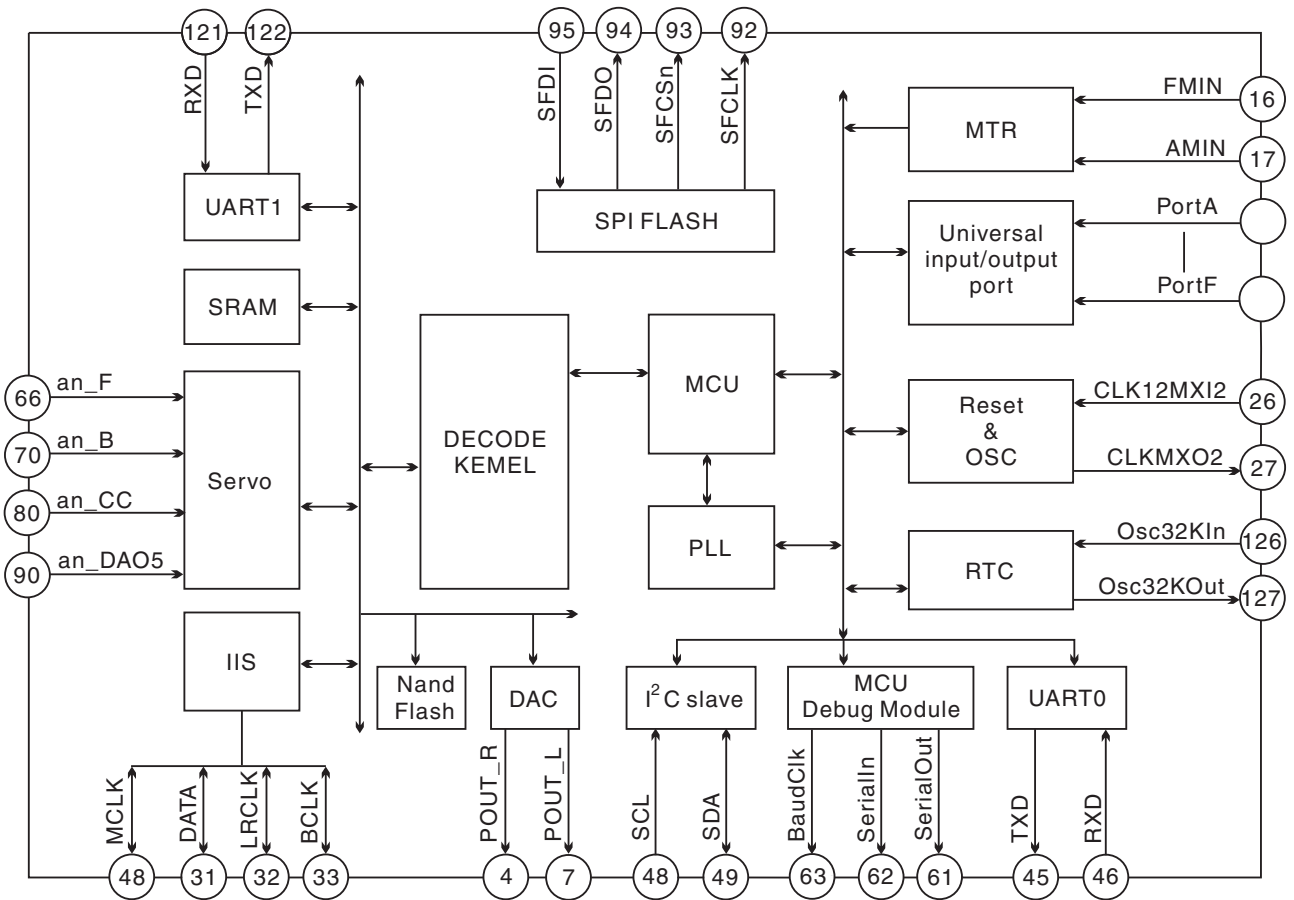 121
122
95
94
93
92
RXD
TXD
SFDI
SFDO
SFCSn
SFCLK
FMIN
16
MTR
AMIN
17
UART1
SPI FLASH
PortA
Universal
input/output
port
PortF
SRAM
66
an_F
70
an_B
80
an_CC
90
an_DAO5
Servo
DECODE
KEMEL
MCU
PLL
Reset
&
OSC
CLK12MXI2
26
CLKMXO2
27
RTC
Osc32KIn
126
Osc32KOut
127
IIS
Nand
Flash
DAC
I²C slave
MCU
Debug Module
UART0
MCLK
DATA
LRCLK
BCLK
POUT_R
POUT_L
SCL
SDA
BaudClk
SerialIn
SerialOut
TXD
RXD
48
31
32
33
4
7
48
49
63
62
61
45
46